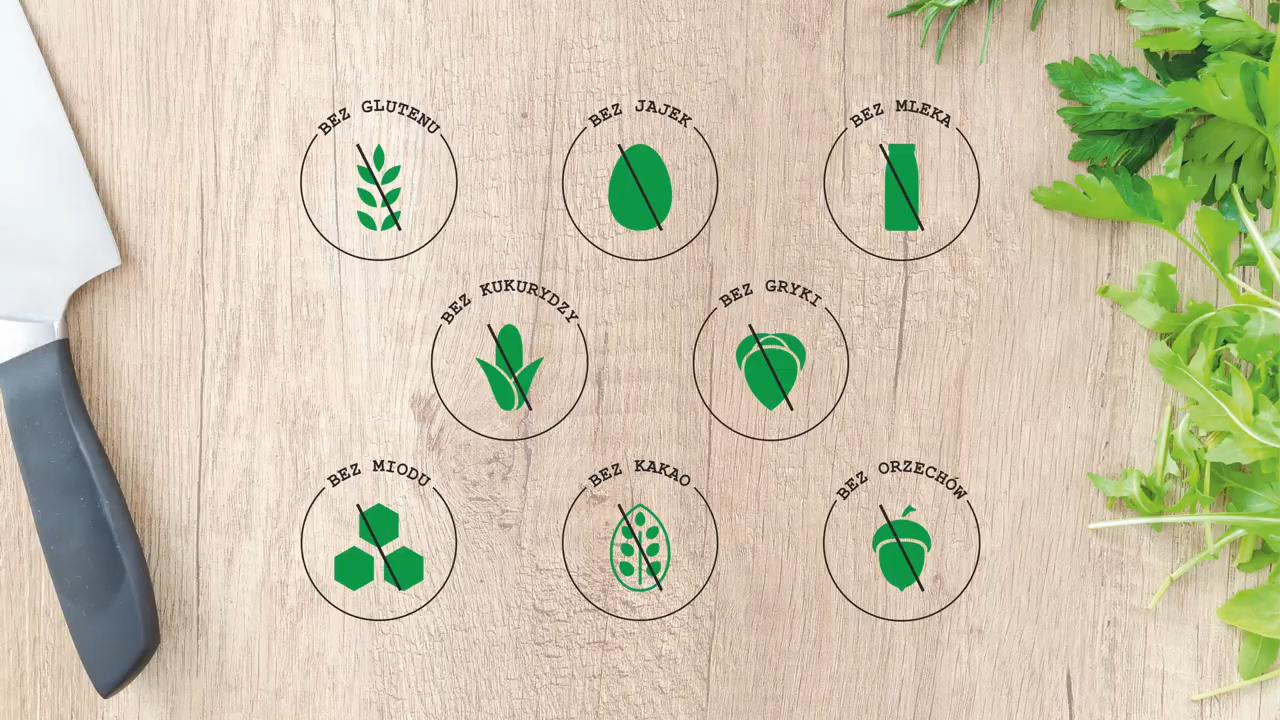 BEZ GLUTENU
BEZ JAJEK
BEZ MLEKA
BEZ KUKURYDZY
BEZ GRYKI
BEZ MIODU
BEZ KAKAO
BEZ ORZECHÓW